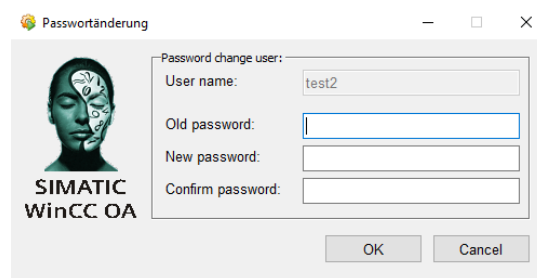 Passwortänderung
Password change user:
User name:
test2
Old password:
New password:
Confirm password:
SIMATIC
WinCC OA
OK
Cancel